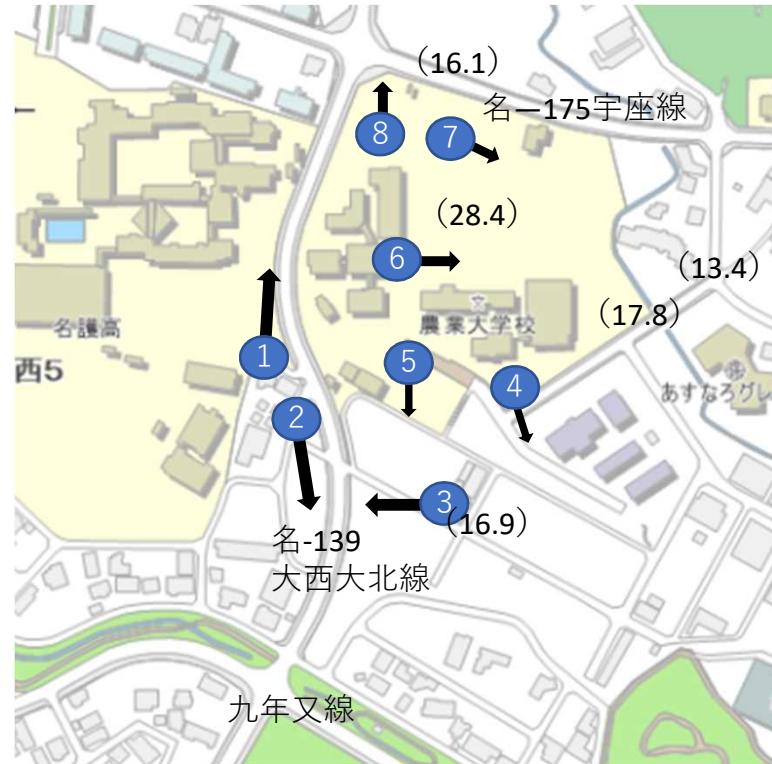 （16.1）
名ー175宇座線
8
7
（28.4）
6
（13.4）
名護高
農業大学校
（17.8）
西5
1
5
4
あすなろグレ
2
3
（16.9）
名-139
大西大北線
九年又線